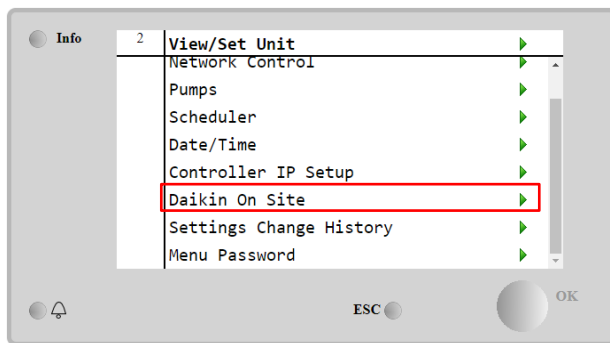 Info
2 View/Set Unit
Network Control
Pumps
Scheduler
Date/Time
Controller IP Setup
Daikin On Site
Settings Change History
Menu Password
ESC
OK